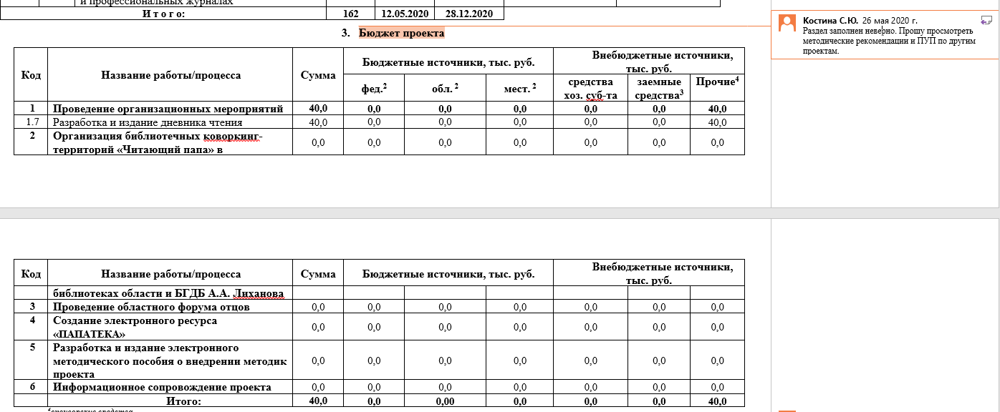 и профессиональных журналах
Итого: 162 12.05.2020 28.12.2020
3. Бюджет проекта
Костина С.Ю. 26 мая 2020 г.
Раздел заполнен неверно. Прошу просмотреть
методические рекомендации и ПУП по другим
проектам.
Код Название работы/процесса Сумма Бюджетные источники, тыс. руб. Внебюджетные источники,
тыс. руб.
фед.2 обл. 2 мест. 2 средства
хоз. суб-та заемные
средства3 Прочие4
1 Проведение организационных мероприятий 40,0 0,0 0,0 0,0 0,0 0,0 40,0
1.7 Разработка и издание дневника чтения 40,0 0,0 0,0 0,0 0,0 0,0 40,0
2 Организация библиотечных коворкинг-
территорий «Читающий папа» в 0,0 0,0 0,0 0,0 0,0 0,0 0,0
Код Название работы/процесса Сумма Бюджетные источники, тыс. руб. Внебюджетные источники,
тыс. руб.
библиотеках области и БГДБ А.А. Лиханова
3 Проведение областного форума отцов 0,0 0,0 0,0 0,0 0,0 0,0 0,0
4 Создание электронного ресурса
«ПАПАТЕКА» 0,0 0,0 0,0 0,0 0,0 0,0 0,0
5 Разработка и издание электронного
методического пособия о внедрении методик
проекта 0,0 0,0 0,0 0,0 0,0 0,0 0,0
6 Информационное сопровождение проекта 0,0 0,0 0,0 0,0 0,0 0,0 0,0
Итого: 40,0 0,0 0,00 0,0 0,0 0,0 40,0
4спонсорские средства